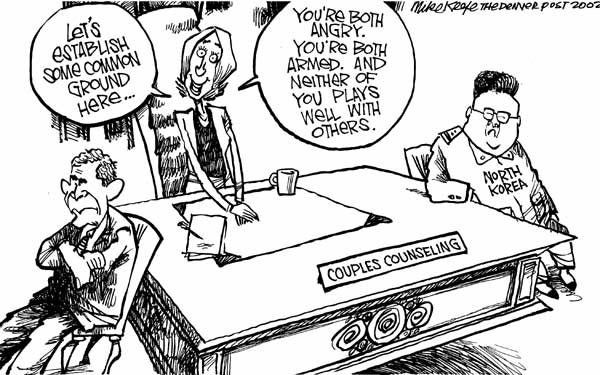 MIKE KEEFE THE DENVER POST 2002
LET'S
ESTABLISH
SOME COMMON
GROUND
HERE...
YOU'RE BOTH
ANGRY.
YOU'RE BOTH
ARMED. AND
NEITHER OF
YOU PLAYS
WELL WITH
OTHERS.
NORTH
KOREA
COUPLES COUNSELING